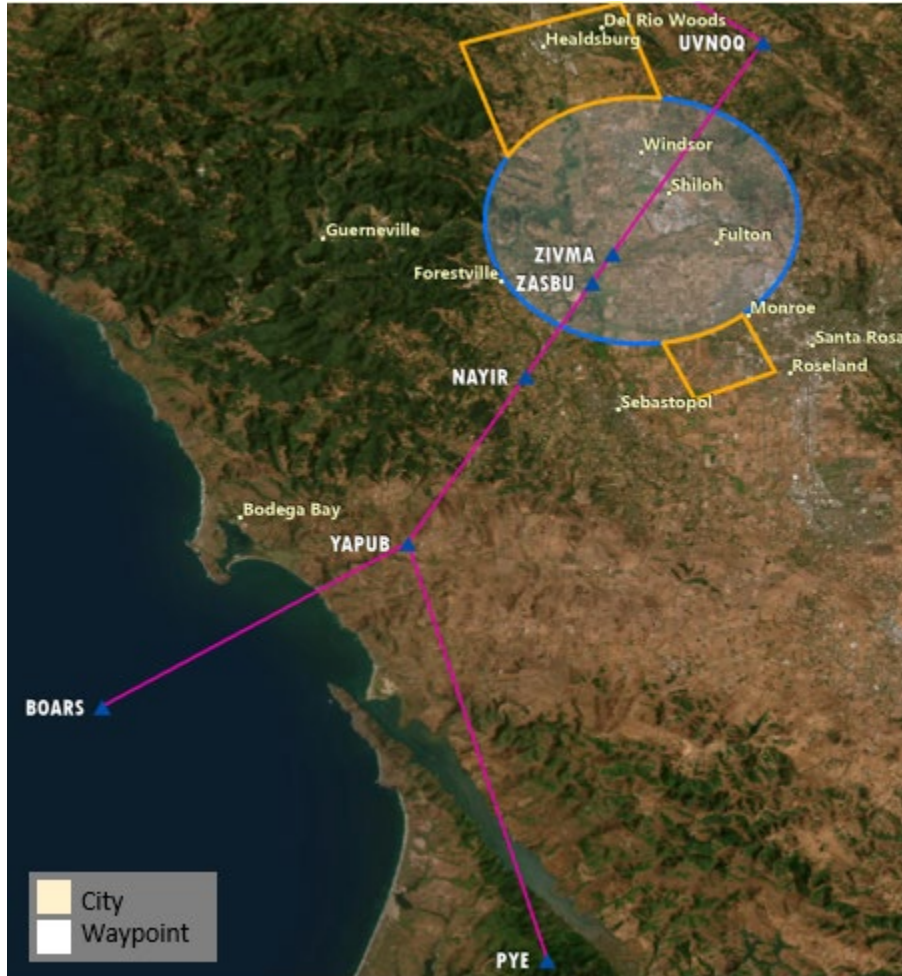 Del Rio Woods
Healdsburg
UVNOQ
Windsor
Shiloh
Guerneville
Fulton
ZIVMA
Forestville
ZASBU
Monroe
Santa Rosa
Roseland
NAYIR
Sebastopol
Bodega Bay
YAPUB
BOARS
City
Waypoint
PYE